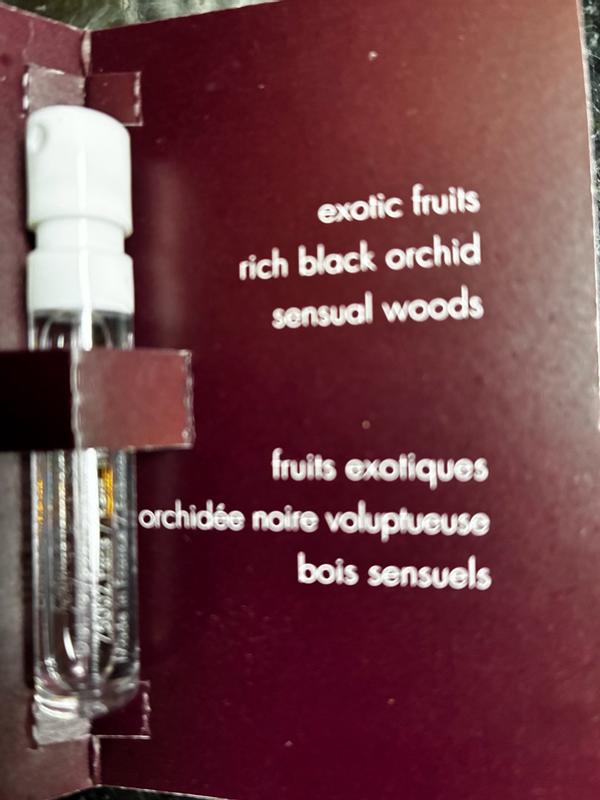 exotic fruits
rich black orchid
sensual woods
fruits exotiques
orchidée noire voluptueuse
bois sensuels